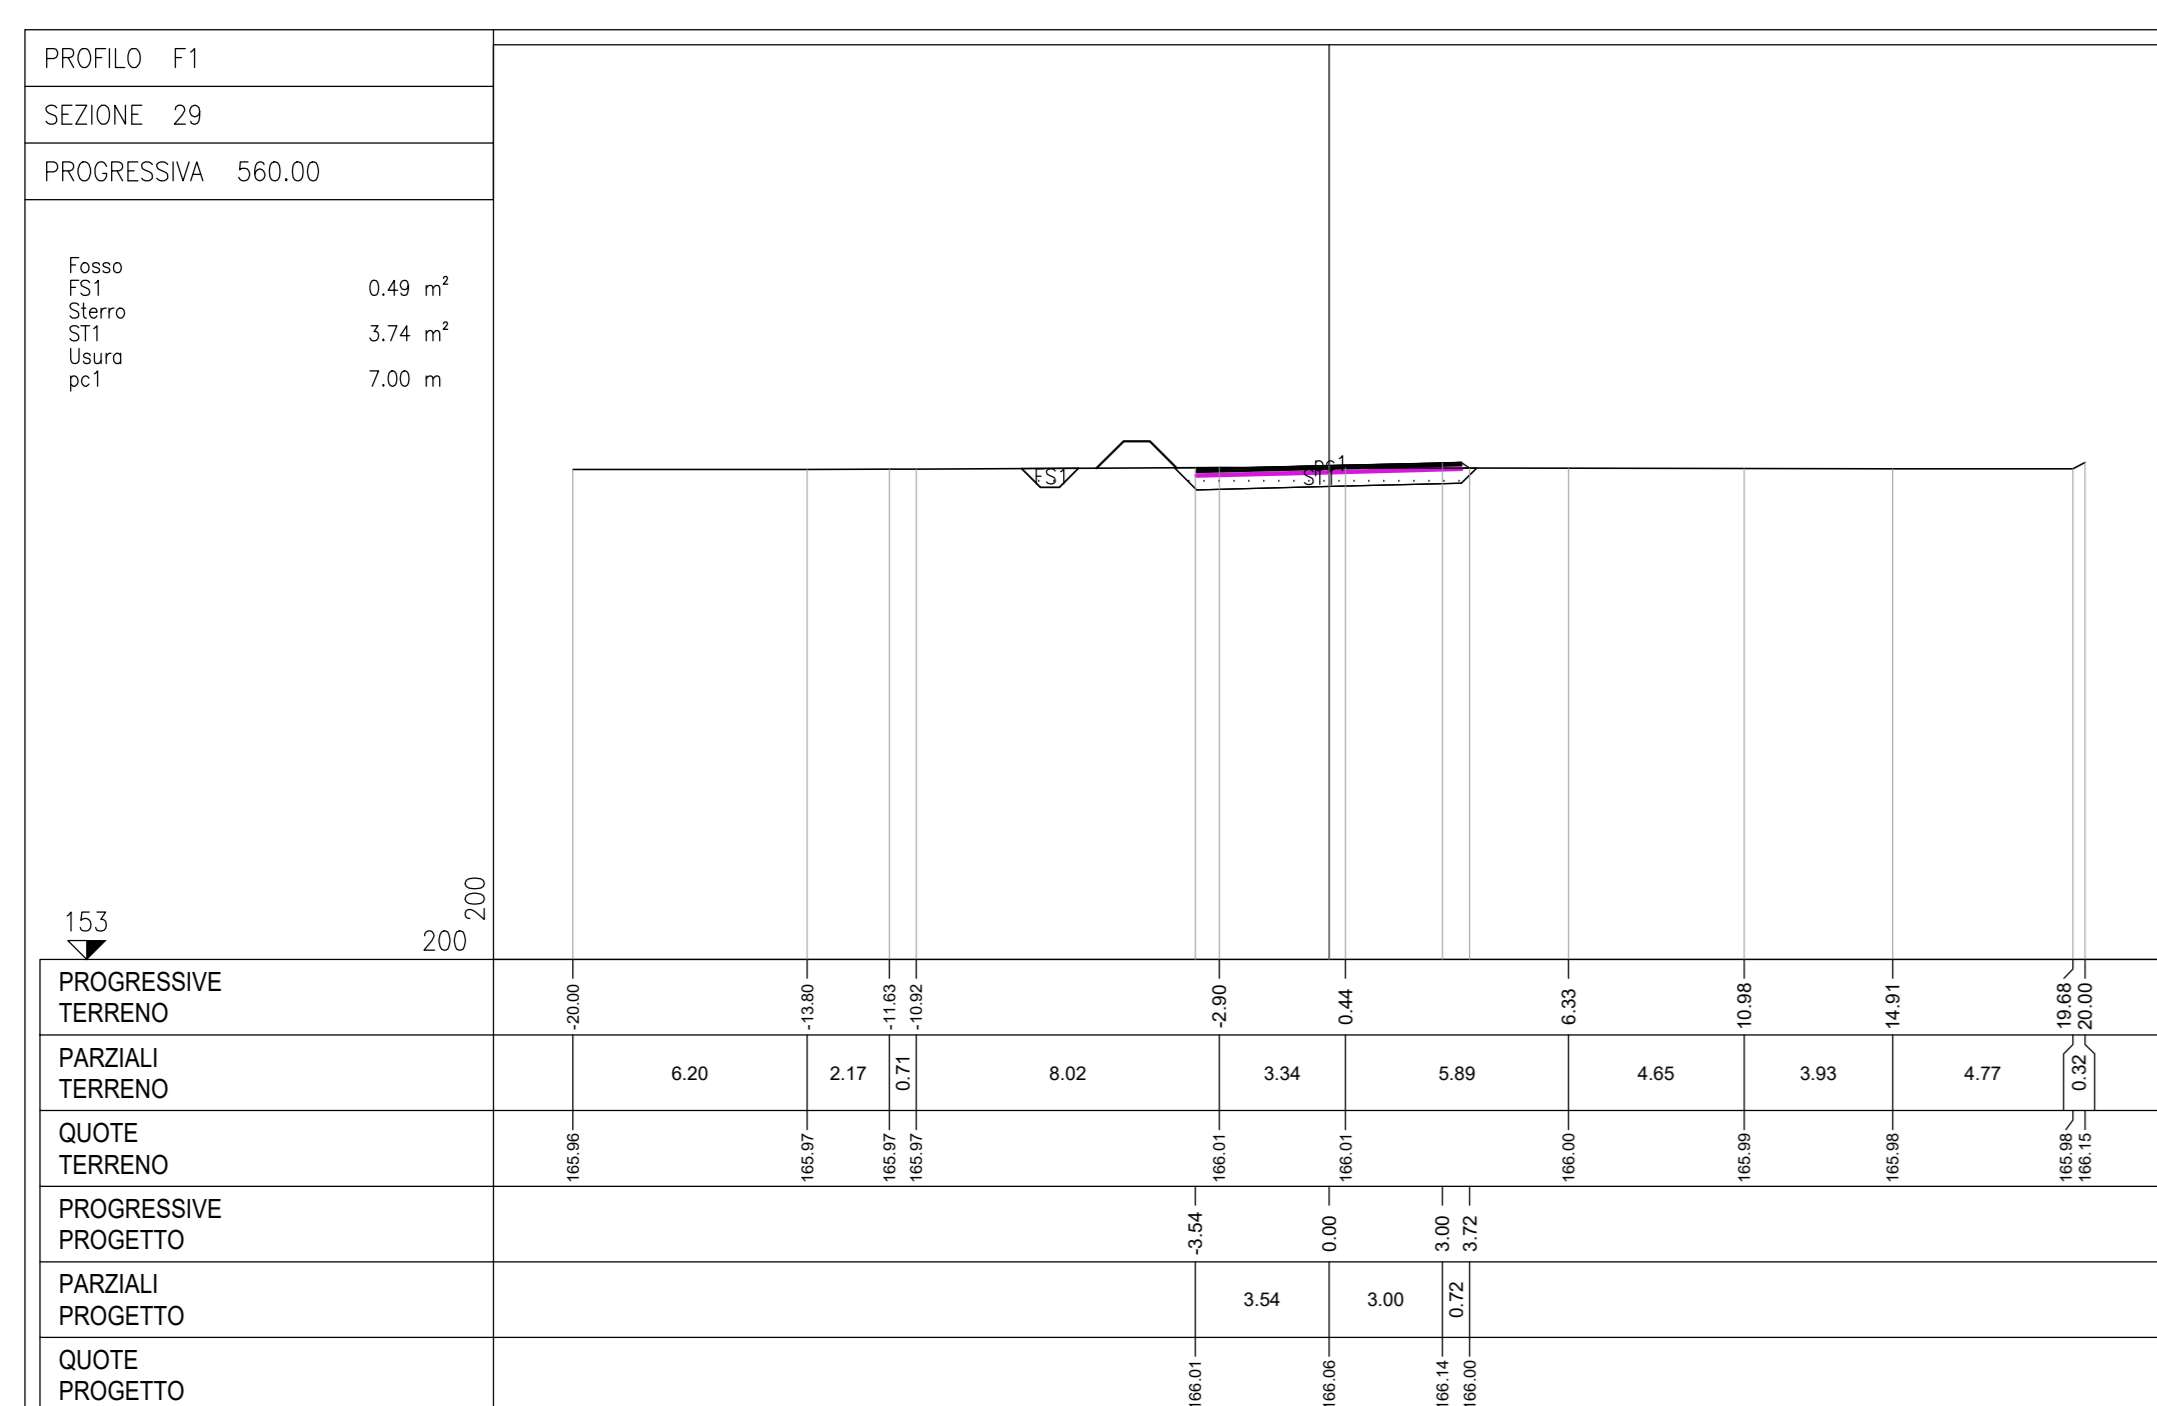 PROFILO F1
SEZIONE 29
PROGRESSIVA 560.00
Fosso
FS1 0.49 m²
Sterro
ST1 3.74 m²
Usura
pc1 7.00 m
FS1
pc1
ST1
200
153
200
PROGRESSIVE
TERRENO
-20.00 -13.80 -11.63 -10.92 -2.90 0.44 6.33 10.98 14.91 19.68 20.00
PARZIALI
TERRENO
6.20 2.17 0.71 8.02 3.34 5.89 4.65 3.93 4.77 0.32
QUOTE
TERRENO
165.96 165.97 165.97 165.97 166.01 166.01 166.00 165.99 165.98 165.98 166.15
PROGRESSIVE
PROGETTO
-3.54 0.00 3.00 3.72
PARZIALI
PROGETTO
3.54 3.00 0.72
QUOTE
PROGETTO
166.01 166.06 166.14 166.00